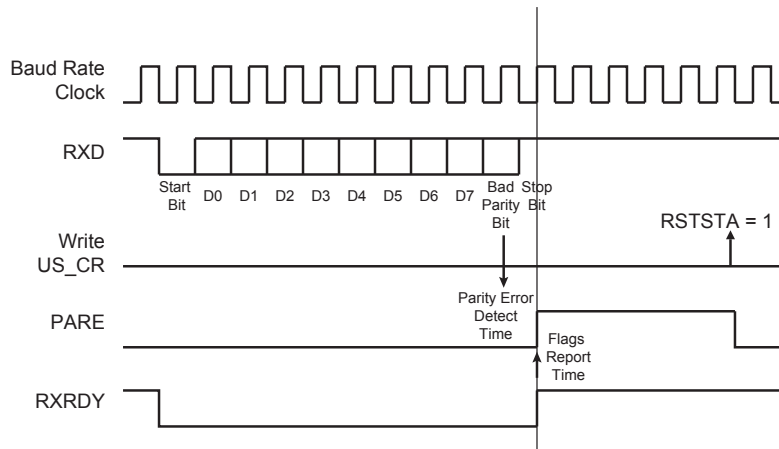 Baud Rate
Clock
RXD
Start
Bit
D0
D1
D2
D3
D4
D5
D6
D7
Bad
Parity
Bit
Stop
Bit
Write
US_CR
RSTSTA = 1
Parity Error
Detect
Time
PARE
Flags
Report
Time
RXRDY